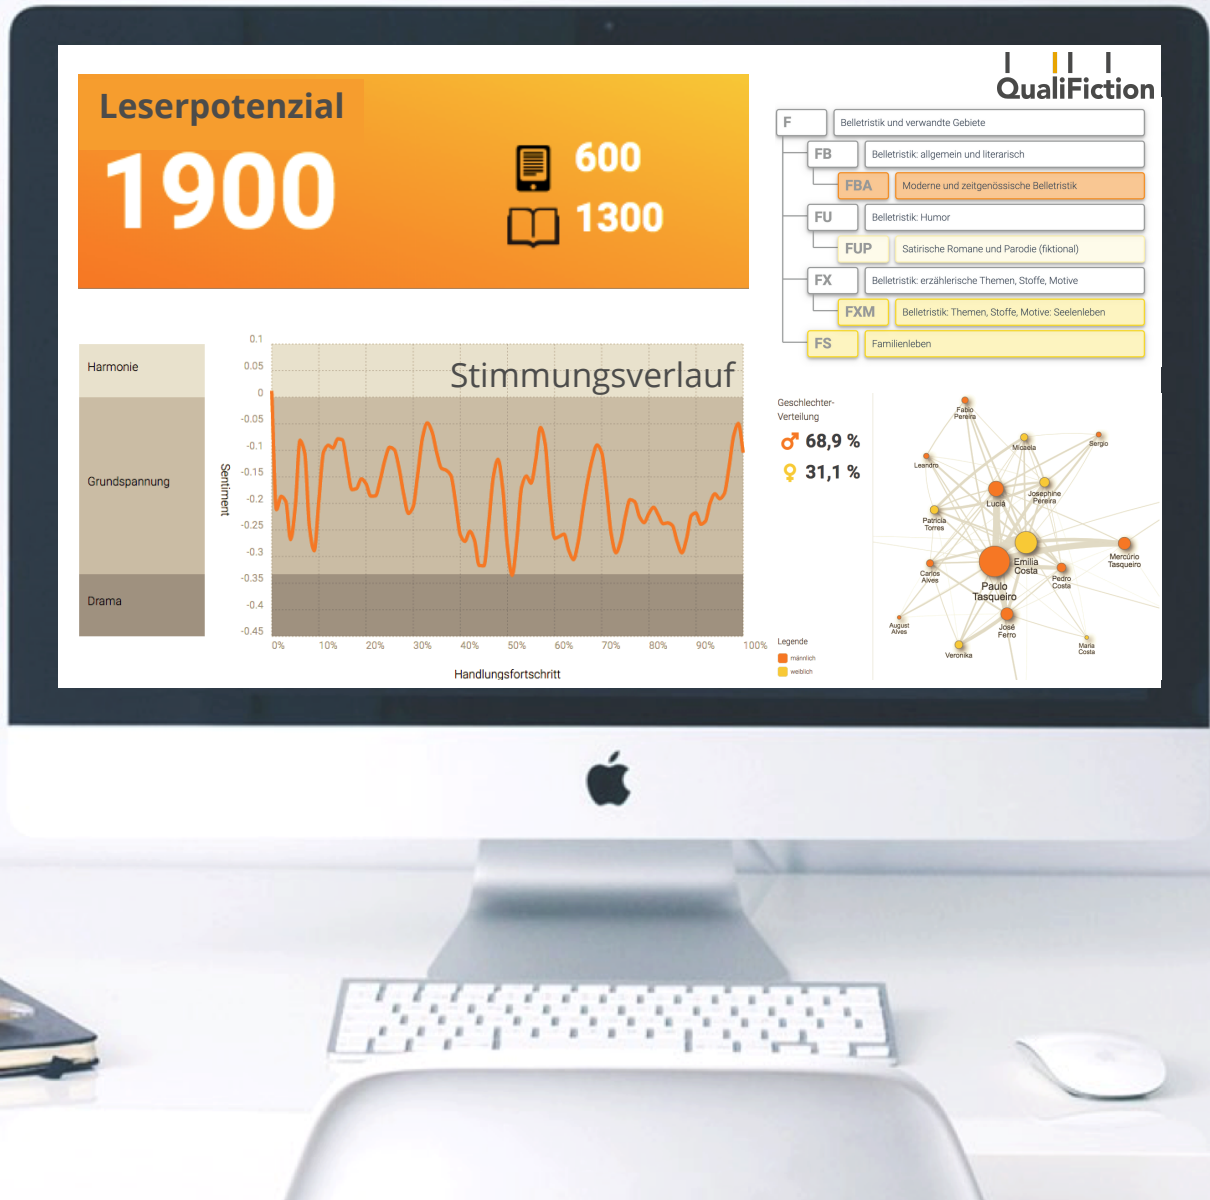 QualiFiction
Leserpotenzial
1900
600
1300
F
Belletristik und verwandte Gebiete
FB
Belletristik: allgemein und literarisch
FBA
Moderne und zeitgenössische Belletristik
FU
Belletristik: Humor
FUP
Satirische Romane und Parodie (fiktional)
FX
Belletristik: erzählerische Themen, Stoffe, Motive
FXM
Belletristik: Themen, Stoffe, Motive: Seelenleben
FS
Familienleben
Stimmungsverlauf
Harmonie
Grundspannung
Drama
Sentiment
0.1
0.05
0
-0.05
-0.1
-0.15
-0.2
-0.25
-0.3
-0.35
-0.4
-0.45
0% 10% 20% 30% 40% 50% 60% 70% 80% 90% 100%
Handlungsfortschritt
Geschlechter-
Verteilung
68,9 %
31,1 %
Legende
männlich
weiblich
Fabio
Pereira
Micaela
Sergio
Leandro
Lucia
Josephine
Pereira
Patricia
Torres
Emilia
Costa
Mercúrio
Tasqueiro
Carlos
Alves
Paulo
Tasqueiro
Pedro
Costa
August
Alves
José
Ferro
Veronika
Maria
Costa